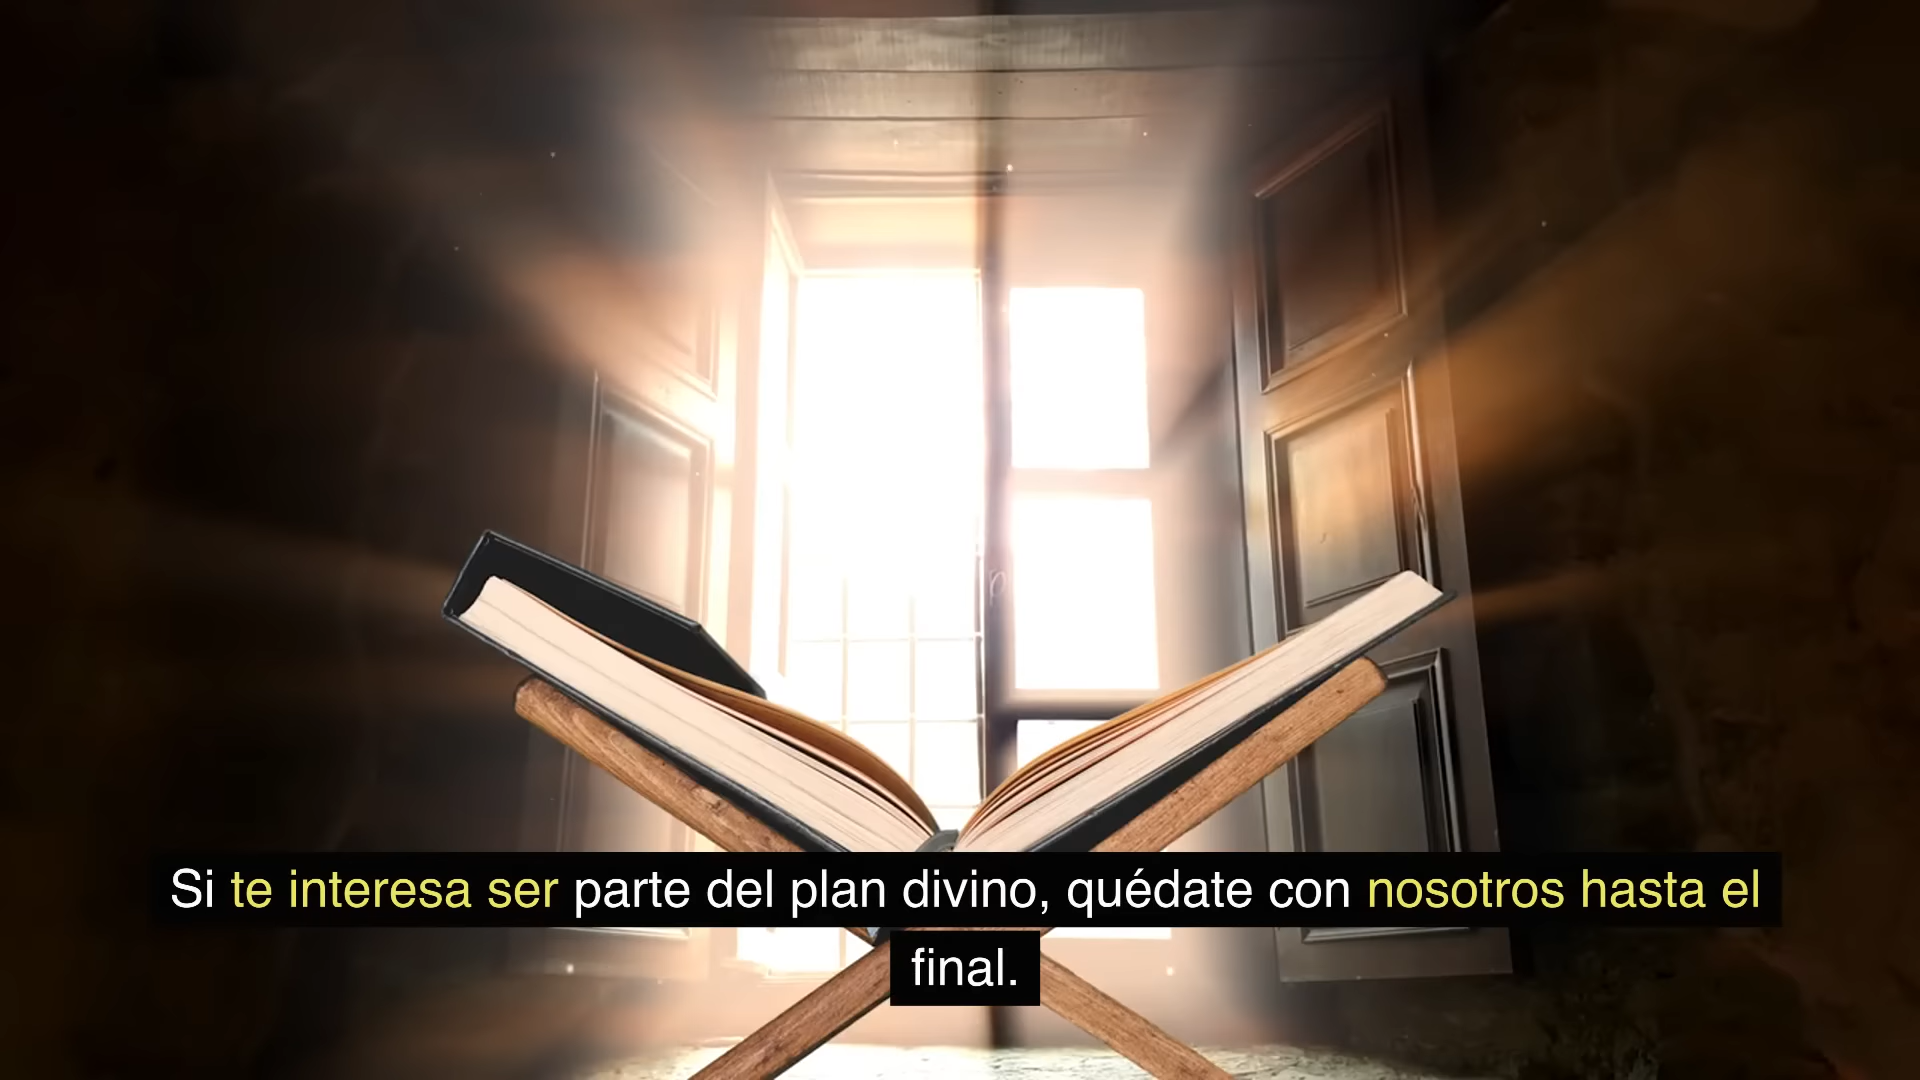 Si te interesa ser parte del plan divino, quédate con nosotros hasta el
final.